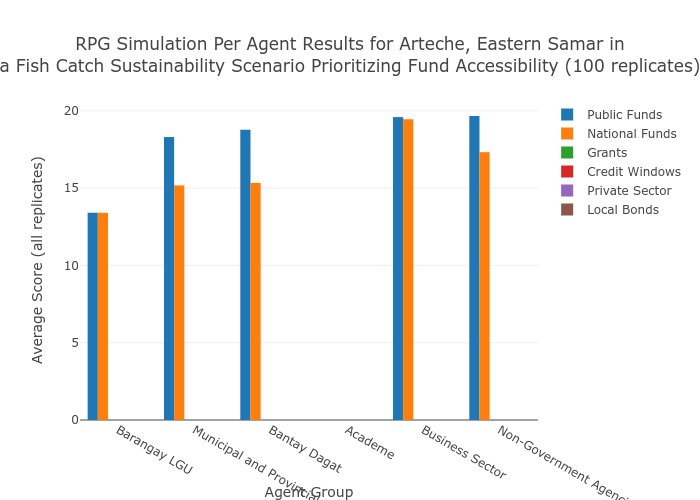 RPG Simulation Per Agent Results for Arteche, Eastern Samar in
a Fish Catch Sustainability Scenario Prioritizing Fund Accessibility (100 replicates)
20
15
10
5
0
Average Score (all replicates)
Public Funds
National Funds
Grants
Credit Windows
Private Sector
Local Bonds
Barangay LGU
Municipal and
Bantay Dagat
Academe
Business Sector
Non-Government
Agent Group